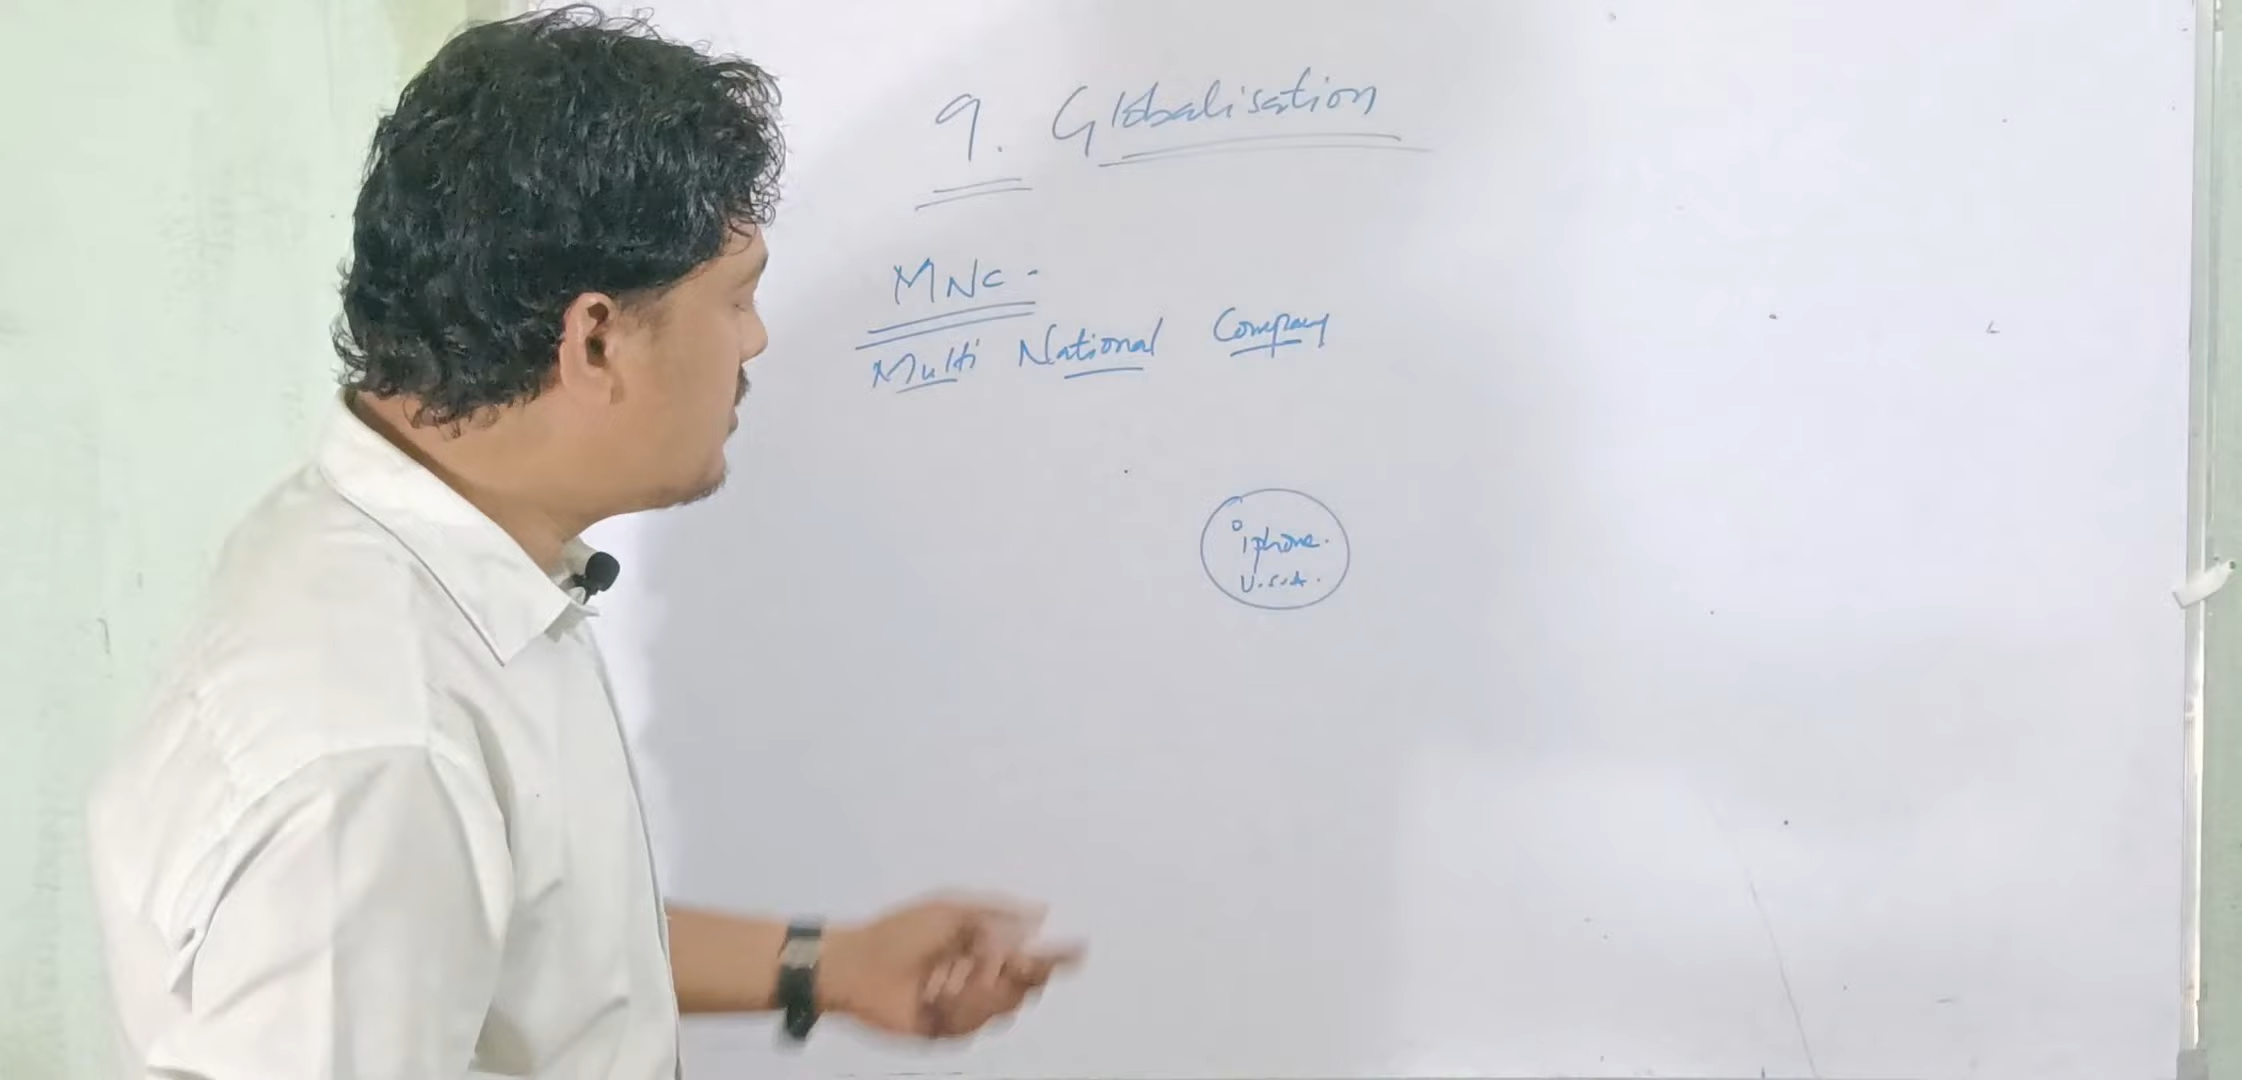 9. Globalisation
MNC -
Multi National Company
iphone.
U.S.A.